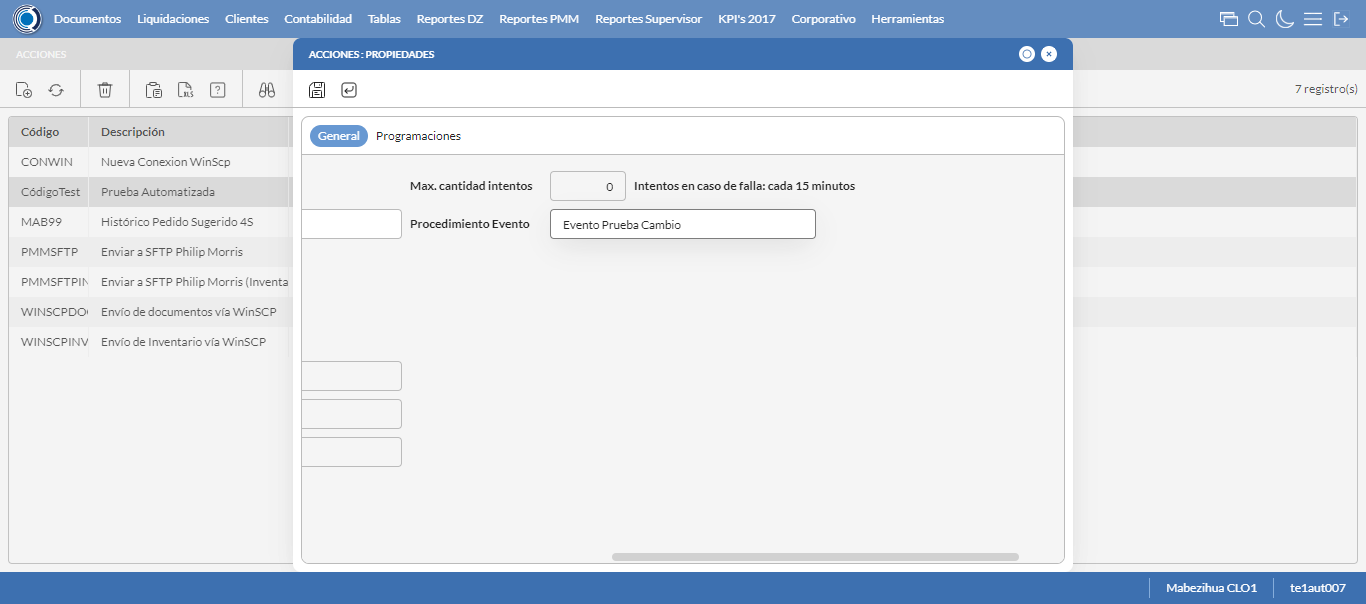 Documentos Liquidaciones Clientes Contabilidad Tablas Reportes DZ Reportes PMM Reportes Supervisor KPI's 2017 Corporativo Herramientas
ACCIONES
ACCIONES : PROPIEDADES
XLS
?
7 registro(s)
General Programaciones
Código Descripción
CONWIN Nueva Conexion WinScp
CódigoTest Prueba Automatizada
MAB99 Histórico Pedido Sugerido 4S
PMMSFTP Enviar a SFTP Philip Morris
PMMSFTPIN Enviar a SFTP Philip Morris (Inventa
WINSCPDO Envío de documentos vía WinSCP
WINSCPINV Envío de Inventario vía WinSCP
Max. cantidad intentos 0 Intentos en caso de falla: cada 15 minutos
Procedimiento Evento Evento Prueba Cambio
Mabezihua CLO1 te1aut007